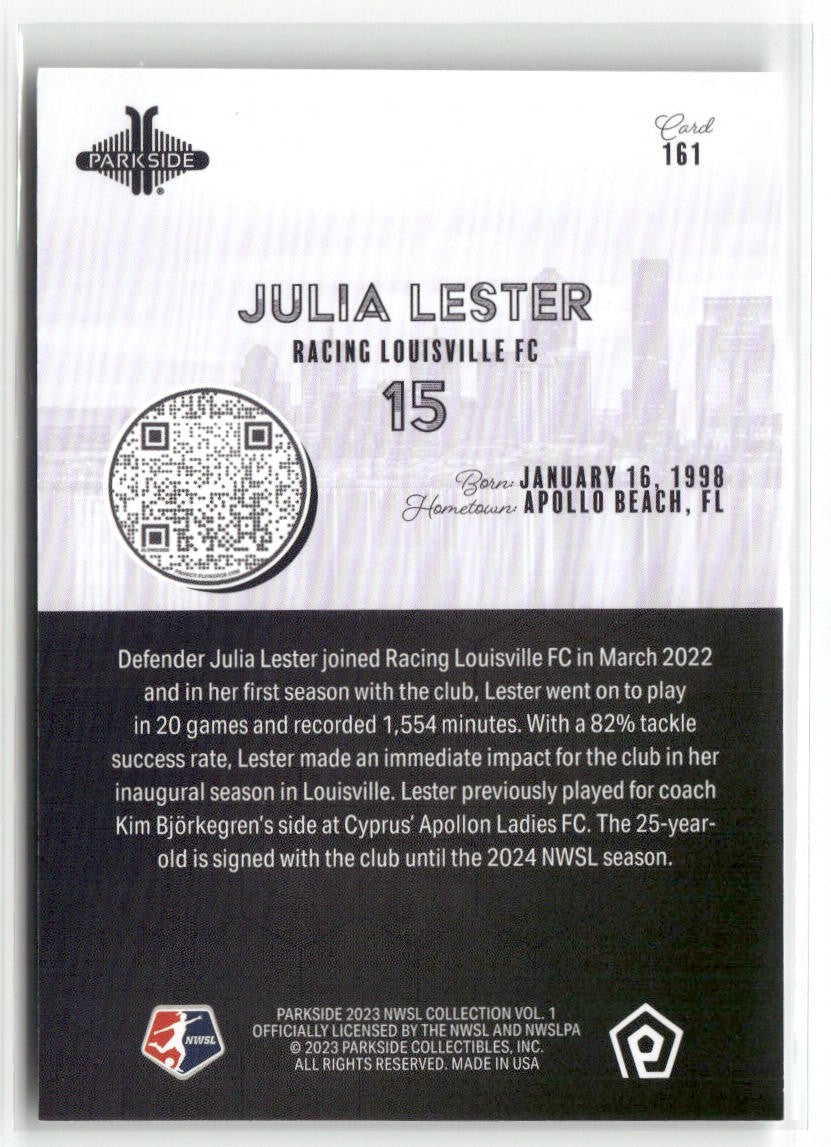 PARKSIDE
®
Card
161
JULIA LESTER
RACING LOUISVILLE FC
15
Born: JANUARY 16, 1998
Hometown: APOLLO BEACH, FL
Defender Julia Lester joined Racing Louisville FC in March 2022
and in her first season with the club, Lester went on to play
in 20 games and recorded 1,554 minutes. With a 82% tackle
success rate, Lester made an immediate impact for the club in her
inaugural season in Louisville. Lester previously played for coach
Kim Björkegren's side at Cyprus' Apollon Ladies FC. The 25-year-
old is signed with the club until the 2024 NWSL season.
NWSL
PARKSIDE 2023 NWSL COLLECTION VOL. 1
OFFICIALLY LICENSED BY THE NWSL AND NWSLPA
© 2023 PARKSIDE COLLECTIBLES, INC.
ALL RIGHTS RESERVED. MADE IN USA